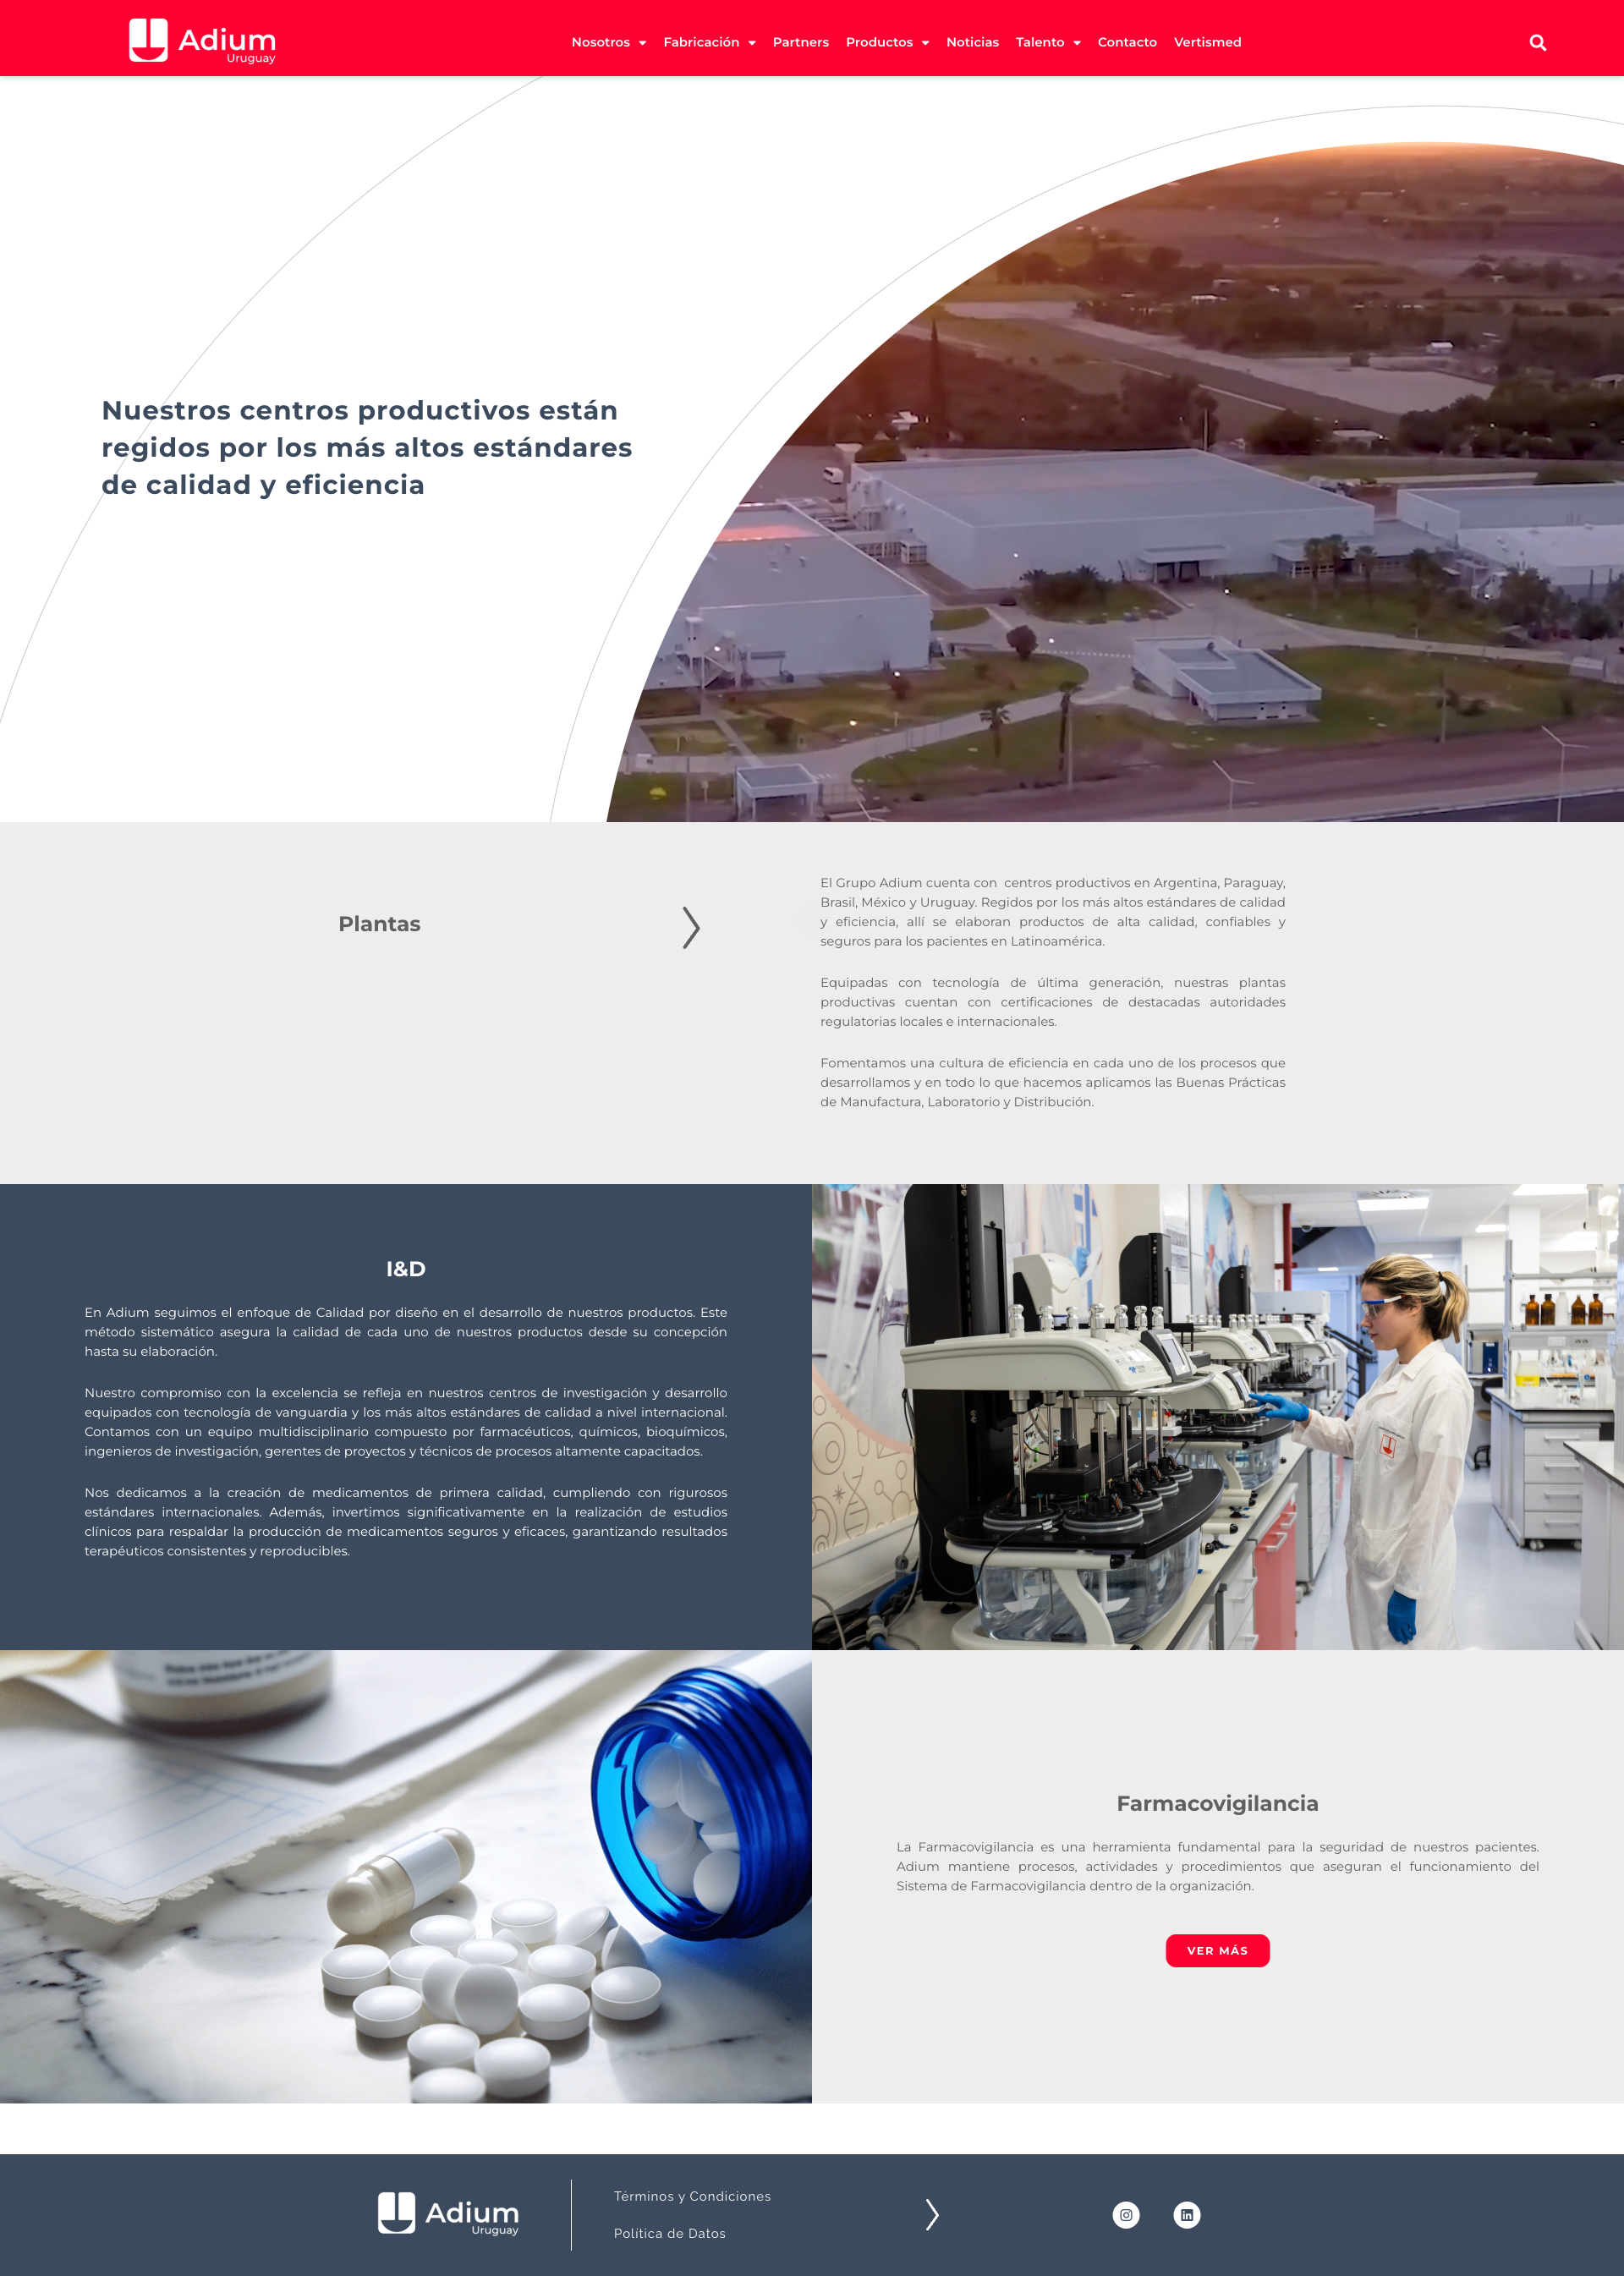 Adium
Uruguay
Nosotros
Fabricación
Partners
Productos
Noticias
Talento
Contacto
Vertismed
Nuestros centros productivos están
regidos por los más altos estándares
de calidad y eficiencia
Plantas
El Grupo Adium cuenta con centros productivos en Argentina, Paraguay,
Brasil, México y Uruguay. Regidos por los más altos estándares de calidad
y eficiencia, allí se elaboran productos de alta calidad, confiables y
seguros para los pacientes en Latinoamérica.
Equipadas con tecnología de última generación, nuestras plantas
productivas cuentan con certificaciones de destacadas autoridades
regulatorias locales e internacionales.
Fomentamos una cultura de eficiencia en cada uno de los procesos que
desarrollamos y en todo lo que hacemos aplicamos las Buenas Prácticas
de Manufactura, Laboratorio y Distribución.
I&D
En Adium seguimos el enfoque de Calidad por diseño en el desarrollo de nuestros productos. Este
método sistemático asegura la calidad de cada uno de nuestros productos desde su concepción
hasta su elaboración.
Nuestro compromiso con la excelencia se refleja en nuestros centros de investigación y desarrollo
equipados con tecnología de vanguardia y los más altos estándares de calidad a nivel internacional.
Contamos con un equipo multidisciplinario compuesto por farmacéuticos, químicos, bioquímicos,
ingenieros de investigación, gerentes de proyectos y técnicos de procesos altamente capacitados.
Nos dedicamos a la creación de medicamentos de primera calidad, cumpliendo con rigurosos
estándares internacionales. Además, invertimos significativamente en la realización de estudios
clínicos para respaldar la producción de medicamentos seguros y eficaces, garantizando resultados
terapéuticos consistentes y reproducibles.
Farmacovigilancia
La Farmacovigilancia es una herramienta fundamental para la seguridad de nuestros pacientes.
Adium mantiene procesos, actividades y procedimientos que aseguran el funcionamiento del
Sistema de Farmacovigilancia dentro de la organización.
VER MÁS
Adium
Uruguay
Términos y Condiciones
Política de Datos